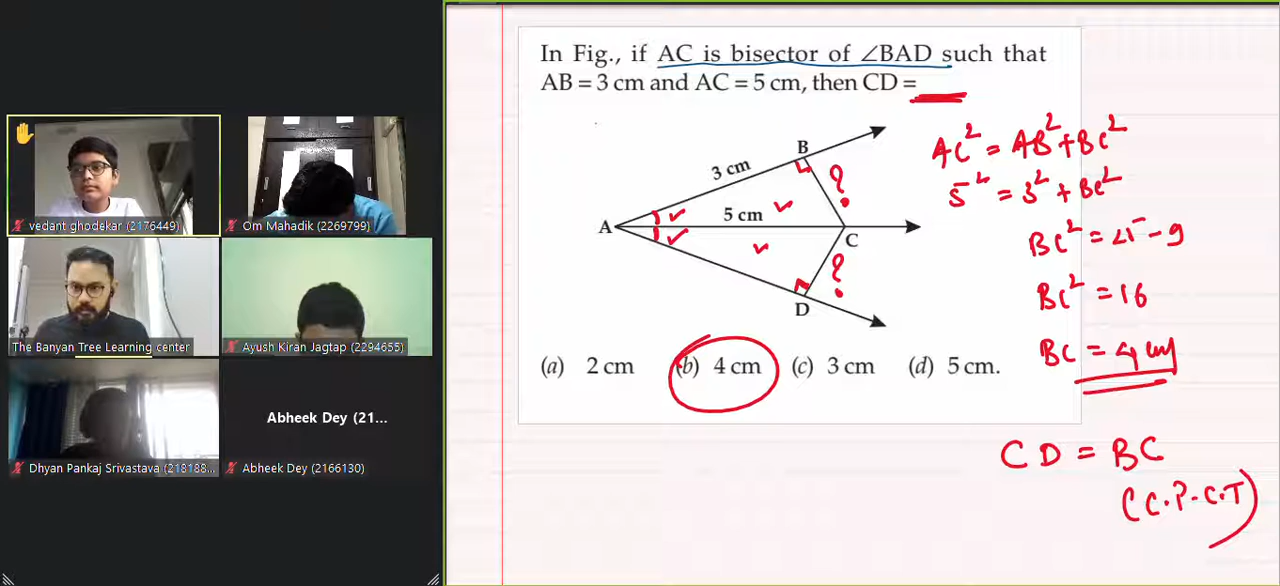 vedant ghodekar (2176449)
Om Mahadik (2269799)
The Banyan Tree Learning center
Ayush Kiran Jagtap (2294655)
Dhyan Pankaj Srivastava (218188...
Abheek Dey (21...
Abheek Dey (2166130)
In Fig., if AC is bisector of ∠BAD such that
AB = 3 cm and AC = 5 cm, then CD =
B
3 cm
?
A
5 cm
C
?
D
(a) 2 cm (b) 4 cm (c) 3 cm (d) 5 cm.
AC² = AB² + BC²
5² = 3² + BC²
BC² = 25 - 9
BC² = 16
BC = 4 cm
CD = BC
(C.P.C.T)